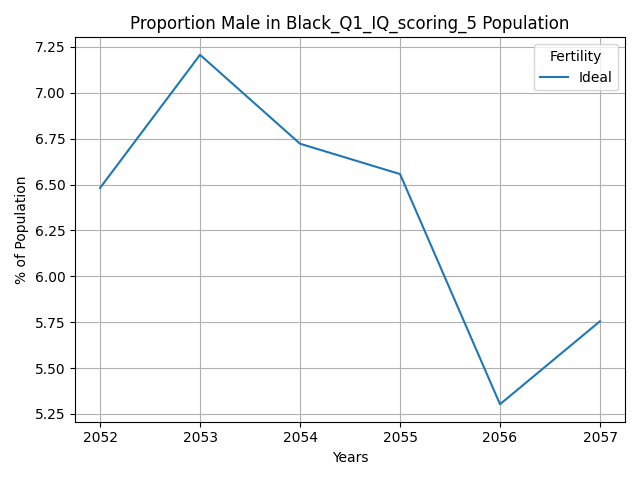 Proportion Male in Black_Q1_IQ_scoring_5 Population
Fertility
Ideal
% of Population
7.25
7.00
6.75
6.50
6.25
6.00
5.75
5.50
5.25
2052 2053 2054 2055 2056 2057
Years